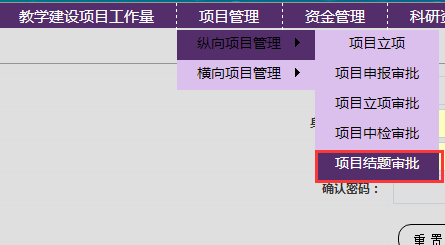 教学建设项目工作量 项目管理 资金管理 科研
纵向项目管理 项目立项
横向项目管理 项目申报审批
项目立项审批
项目中检审批
项目结题审批
确认密码：
重 置